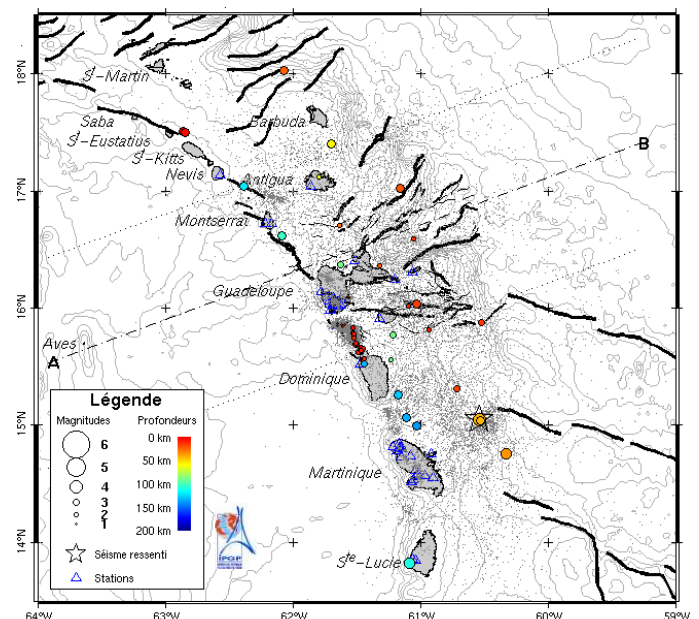 18°N
St-Martin
Saba
Barbuda
St-Eustatius
B
St-Kitts
17°N
Nevis
Antigua
Montserrat
16°N
Guadeloupe
Aves
A
Dominique
15°N
Martinique
14°N
Ste-Lucie
Légende
Magnitudes Profondeurs
6 0 km
5 50 km
4 100 km
3 150 km
2
1 200 km
Séisme ressenti
Stations
IPGP
64°W 63°W 62°W 61°W 60°W 59°W